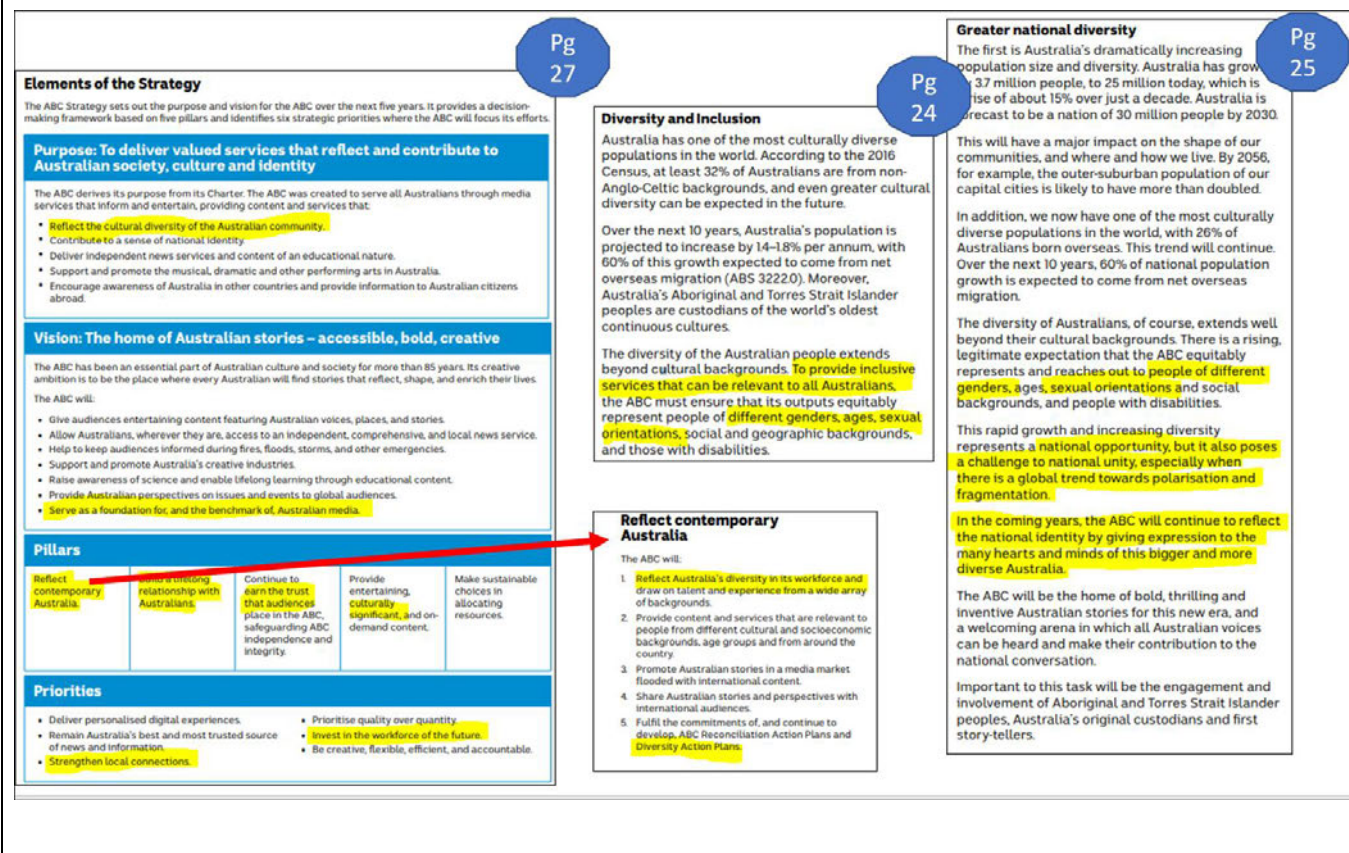 Pg
27
Elements of the Strategy
The ABC Strategy sets out the purpose and vision for the ABC over the next five years. It provides a decision-
making framework based on five pillars and identifies six strategic priorities where the ABC will focus its efforts.
Purpose: To deliver valued services that reflect and contribute to
Australian society, culture and identity
The ABC derives its purpose from its Charter. The ABC was created to serve all Australians through media
services that inform and entertain, providing content and services that:
• Reflect the cultural diversity of the Australian community.
• Contribute to a sense of national identity.
• Deliver independent news services and content of an educational nature.
• Support and promote the musical, dramatic and other performing arts in Australia.
• Encourage awareness of Australia in other countries and provide information to Australian citizens
abroad.
Vision: The home of Australian stories – accessible, bold, creative
The ABC has been an essential part of Australian culture and society for more than 85 years. Its creative
ambition is to be the place where every Australian will find stories that reflect, shape, and enrich their lives.
The ABC will:
• Give audiences entertaining content featuring Australian voices, places, and stories.
• Allow Australians, wherever they are, access to an independent, comprehensive, and local news service.
• Help to keep audiences informed during fires, floods, storms, and other emergencies.
• Support and promote Australia's creative industries.
• Raise awareness of science and enable lifelong learning through educational content.
• Provide Australian perspectives on issues and events to global audiences.
• Serve as a foundation for, and the benchmark of, Australian media.
Pillars
Reflect
contemporary
Australia.
a lifelong
relationship with
Australians.
Continue to
earn the trust
that audiences
place in the ABC,
safeguarding ABC
independence and
integrity.
Provide
entertaining,
culturally
significant, and on-
demand content.
Make sustainable
choices in
allocating
resources.
Priorities
• Deliver personalised digital experiences.
• Remain Australia's best and most trusted source
of news and information.
• Strengthen local connections.
• Prioritise quality over quantity.
• Invest in the workforce of the future.
• Be creative, flexible, efficient, and accountable.
Pg
24
Diversity and Inclusion
Australia has one of the most culturally diverse
populations in the world. According to the 2016
Census, at least 32% of Australians are from non-
Anglo-Celtic backgrounds, and even greater cultural
diversity can be expected in the future.
Over the next 10 years, Australia's population is
projected to increase by 1.4–1.8% per annum, with
60% of this growth expected to come from net
overseas migration (ABS 3222.0). Moreover,
Australia's Aboriginal and Torres Strait Islander
peoples are custodians of the world's oldest
continuous cultures.
The diversity of the Australian people extends
beyond cultural backgrounds. To provide inclusive
services that can be relevant to all Australians,
the ABC must ensure that its outputs equitably
represent people of different genders, ages, sexual
orientations, social and geographic backgrounds,
and those with disabilities.
Reflect contemporary
Australia
The ABC will:
1. Reflect Australia's diversity in its workforce and
draw on talent and experience from a wide array
of backgrounds.
2. Provide content and services that are relevant to
people from different cultural and socioeconomic
backgrounds, age groups and from around the
country.
3. Promote Australian stories in a media market
flooded with international content.
4. Share Australian stories and perspectives with
international audiences.
5. Fulfil the commitments of, and continue to
develop, ABC Reconciliation Action Plans and
Diversity Action Plans.
Pg
25
Greater national diversity
The first is Australia's dramatically increasing
population size and diversity. Australia has
3.7 million people, to 25 million today, which is
rise of about 15% over just a decade. Australia is
forecast to be a nation of 30 million people by 2030.
This will have a major impact on the shape of our
communities, and where and how we live. By 2056,
for example, the outer-suburban population of our
capital cities is likely to have more than doubled.
In addition, we now have one of the most culturally
diverse populations in the world, with 26% of
Australians born overseas. This trend will continue.
Over the next 10 years, 60% of national population
growth is expected to come from net overseas
migration.
The diversity of Australians, of course, extends well
beyond their cultural backgrounds. There is a rising,
legitimate expectation that the ABC equitably
represents and reaches out to people of different
genders, ages, sexual orientations and social
backgrounds, and people with disabilities.
This rapid growth and increasing diversity
represents a national opportunity, but it also poses
a challenge to national unity, especially when
there is a global trend towards polarisation and
fragmentation.
In the coming years, the ABC will continue to reflect
the national identity by giving expression to the
many hearts and minds of this bigger and more
diverse Australia.
The ABC will be the home of bold, thrilling and
inventive Australian stories for this new era, and
a welcoming arena in which all Australian voices
can be heard and make their contribution to the
national conversation.
Important to this task will be the engagement and
involvement of Aboriginal and Torres Strait Islander
peoples, Australia's original custodians and first
story-tellers.